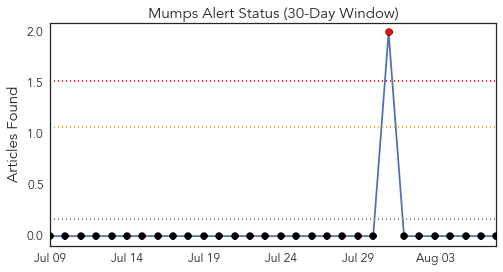 Mumps Alert Status (30-Day Window)
Articles Found
2.0
1.5
1.0
0.5
0.0
Jul 09 Jul 14 Jul 19 Jul 24 Jul 29 Aug 03